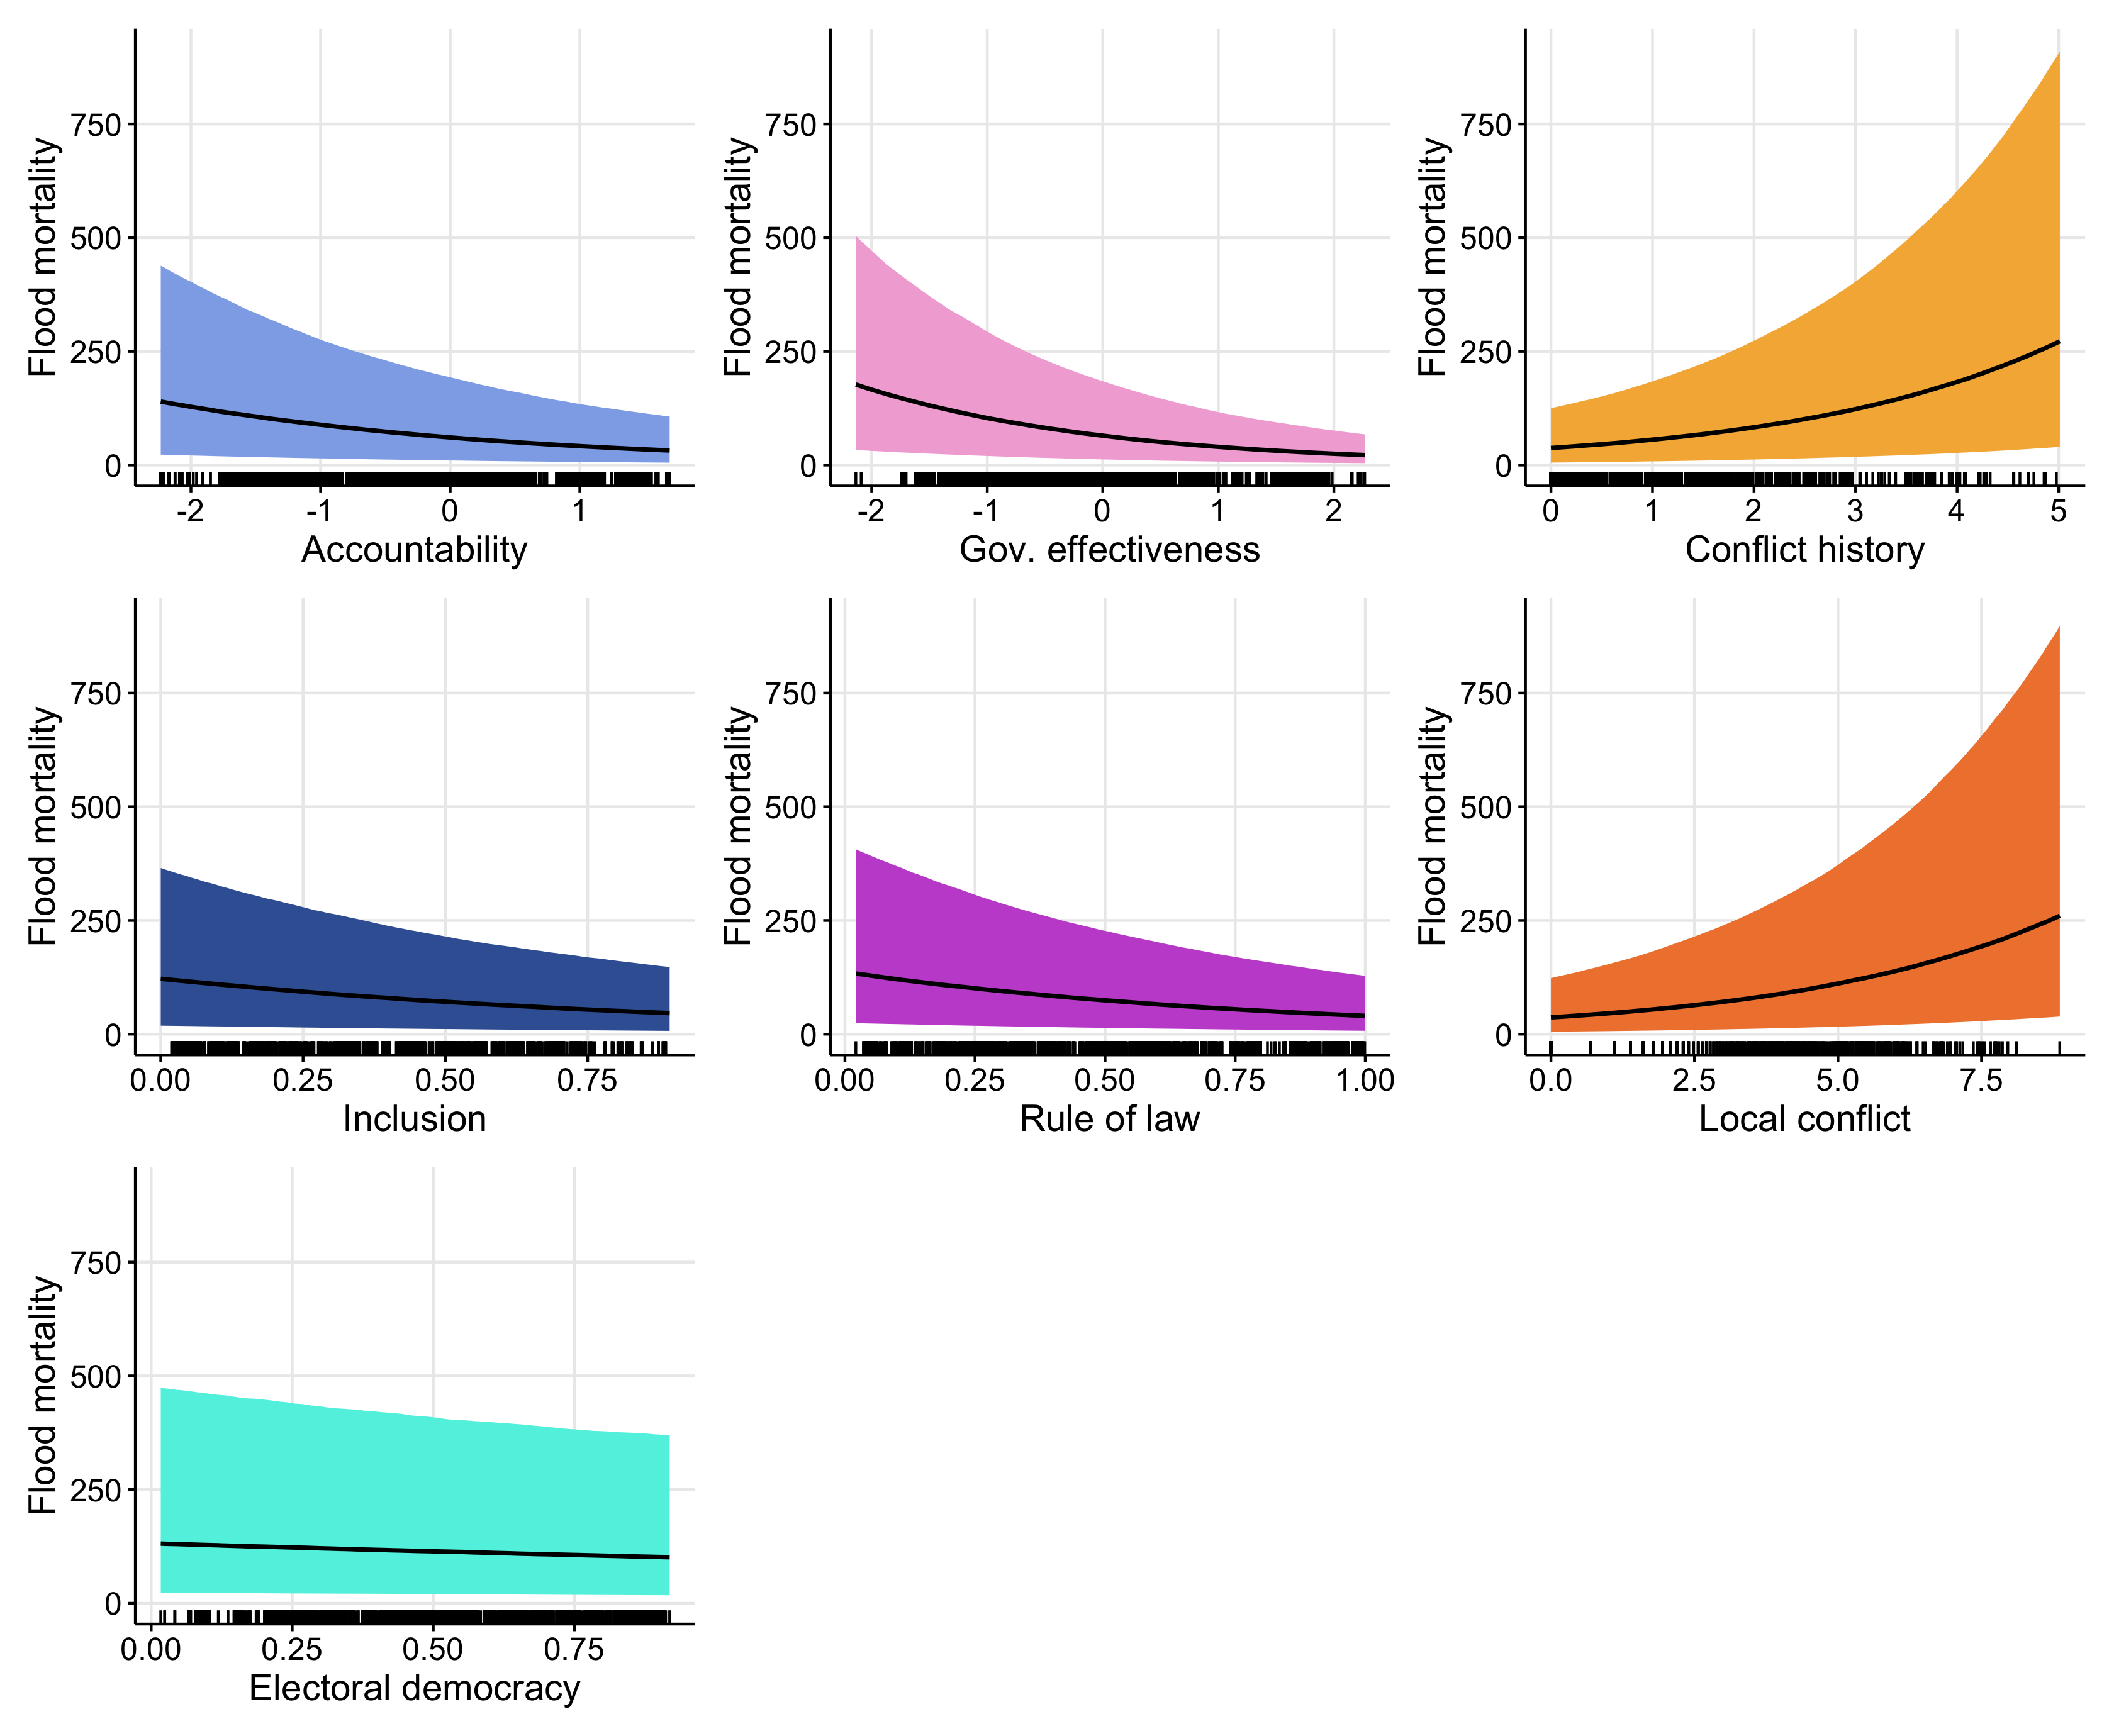 Flood mortality
750
500
250
0
-2 -1 0 1
Accountability
Flood mortality
750
500
250
0
-2 -1 0 1 2
Gov. effectiveness
Flood mortality
750
500
250
0
0 1 2 3 4 5
Conflict history
Flood mortality
750
500
250
0
0.00 0.25 0.50 0.75
Inclusion
Flood mortality
750
500
250
0
0.00 0.25 0.50 0.75 1.00
Rule of law
Flood mortality
750
500
250
0
0.0 2.5 5.0 7.5
Local conflict
Flood mortality
750
500
250
0
0.00 0.25 0.50 0.75
Electoral democracy